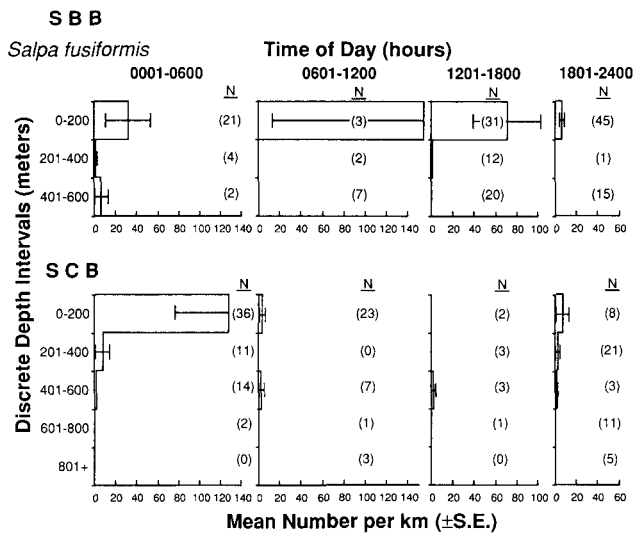 S B B
Salpa fusiformis
Time of Day (hours)
0001-0600 0601-1200 1201-1800 1801-2400
N N N N
0-200 (21) (3) (31) (45)
201-400 (4) (2) (12) (1)
401-600 (2) (7) (20) (15)
0 20 40 60 80 100 120 140 0 20 40 60 80 100 120 140 0 20 40 60 80 100 0 20 40 60
S C B
N N N N
0-200 (36) (23) (2) (8)
201-400 (11) (0) (3) (21)
401-600 (14) (7) (3) (3)
601-800 (2) (1) (1) (11)
801+ (0) (3) (0) (5)
0 20 40 60 80 100 120 140 0 20 40 60 80 100 120 140 0 20 40 60 80 100 0 20 40 60
Discrete Depth Intervals (meters)
Mean Number per km (±S.E.)